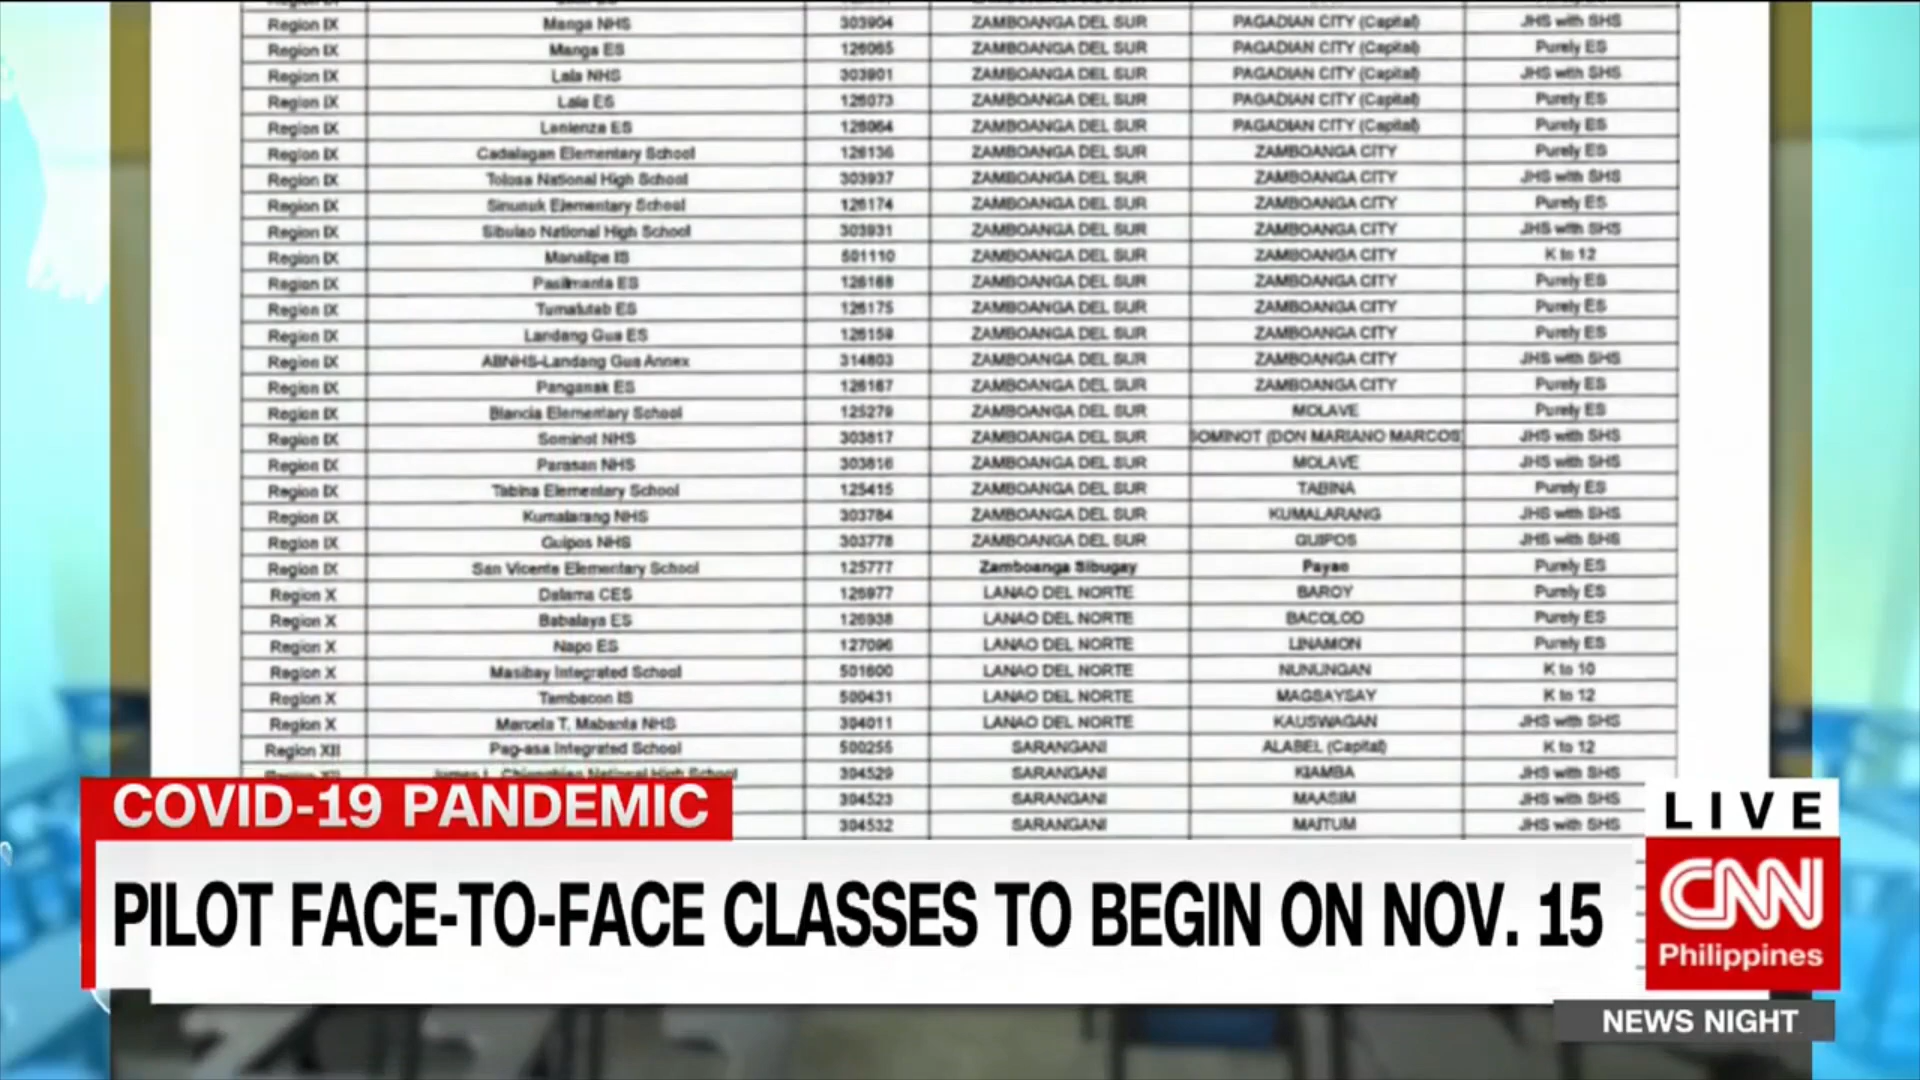 Region IX Manga NHS 303904 ZAMBOANGA DEL SUR PAGADIAN CITY (Capital) JHS with SHS
Region IX Manga ES 126065 ZAMBOANGA DEL SUR PAGADIAN CITY (Capital) Purely ES
Region IX Lala NHS 303901 ZAMBOANGA DEL SUR PAGADIAN CITY (Capital) JHS with SHS
Region IX Lala ES 126073 ZAMBOANGA DEL SUR PAGADIAN CITY (Capital) Purely ES
Region IX ES 126064 ZAMBOANGA DEL SUR PAGADIAN CITY (Capital) Purely ES
Region IX Cadalagan Elementary School 126136 ZAMBOANGA DEL SUR ZAMBOANGA CITY Purely ES
Region IX Tolosa National High School 303937 ZAMBOANGA DEL SUR ZAMBOANGA CITY JHS with SHS
Region IX Sinunuk Elementary School 126174 ZAMBOANGA DEL SUR ZAMBOANGA CITY Purely ES
Region IX Sibulao National High School 303931 ZAMBOANGA DEL SUR ZAMBOANGA CITY JHS with SHS
Region IX Manalipa IS 501110 ZAMBOANGA DEL SUR ZAMBOANGA CITY K to 12
Region IX Pasilmanta ES 126168 ZAMBOANGA DEL SUR ZAMBOANGA CITY Purely ES
Region IX Tumalutab ES 126175 ZAMBOANGA DEL SUR ZAMBOANGA CITY Purely ES
Region IX Landang Gua ES 126159 ZAMBOANGA DEL SUR ZAMBOANGA CITY Purely ES
Region IX ABNHS-Landang Gua Annex 314803 ZAMBOANGA DEL SUR ZAMBOANGA CITY JHS with SHS
Region IX Panganak ES 126167 ZAMBOANGA DEL SUR ZAMBOANGA CITY Purely ES
Region IX Blancia Elementary School 125279 ZAMBOANGA DEL SUR MOLAVE Purely ES
Region IX Sominot NHS 303817 ZAMBOANGA DEL SUR SOMINOT (DON MARIANO MARCOS) JHS with SHS
Region IX Parasan NHS 303816 ZAMBOANGA DEL SUR MOLAVE JHS with SHS
Region IX Tabina Elementary School 125415 ZAMBOANGA DEL SUR TABINA Purely ES
Region IX Kumalarang NHS 303784 ZAMBOANGA DEL SUR KUMALARANG JHS with SHS
Region IX Guipos NHS 303778 ZAMBOANGA DEL SUR GUIPOS JHS with SHS
Region IX San Vicente Elementary School 125777 Zamboanga Sibugay Payao Purely ES
Region X Dalama CES 126977 LANAO DEL NORTE BAROY Purely ES
Region X Babalaya ES 126938 LANAO DEL NORTE BACOLOD Purely ES
Region X Napo ES 127096 LANAO DEL NORTE LINAMON Purely ES
Region X Masibay Integrated School 501600 LANAO DEL NORTE NUNUNGAN K to 10
Region X Tambacon IS 500431 LANAO DEL NORTE MAGSAYSAY K to 12
Region X Marcela T. Mabanta NHS 304011 LANAO DEL NORTE KAUSWAGAN JHS with SHS
Region XII Pag-asa Integrated School 500255 SARANGANI ALABEL (Capital) K to 12
Region XII James L. Chiongbian National High School 304529 SARANGANI KIAMBA JHS with SHS
304523 SARANGANI MAASIM JHS with SHS
304532 SARANGANI MAITUM JHS with SHS
COVID-19 PANDEMIC
PILOT FACE-TO-FACE CLASSES TO BEGIN ON NOV. 15
LIVE
CNN
Philippines
NEWS NIGHT